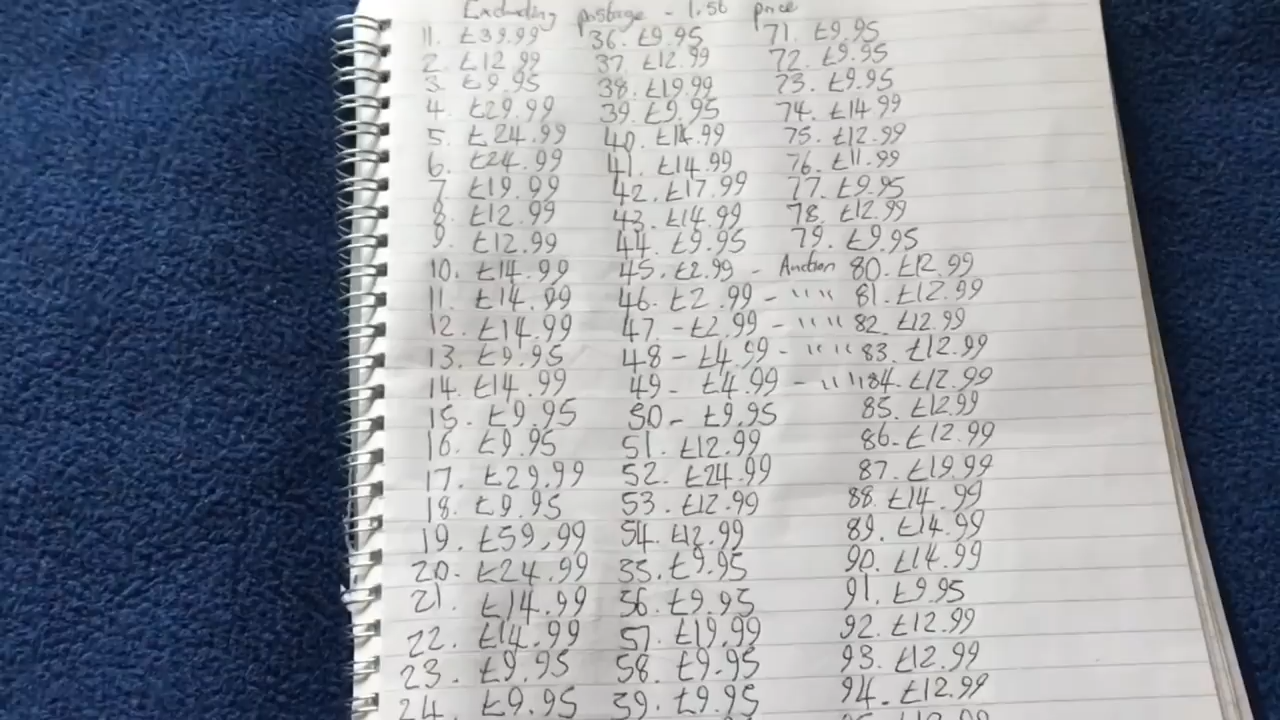 Excluding postage - 1.56 price
11. £39.99 36. £9.95 71. £9.95
2. £12.99 37. £12.99 72. £9.95
3. £9.95 38. £19.99 73. £9.95
4. £29.99 39. £9.95 74. £14.99
5. £24.99 40. £14.99 75. £12.99
6. £24.99 41. £14.99 76. £11.99
7. £19.99 42. £17.99 77. £9.95
8. £12.99 43. £14.99 78. £12.99
9. £12.99 44. £9.95 79. £9.95
10. £14.99 45. £2.99 - Auction 80. £12.99
11. £14.99 46. £2.99 - " " 81. £12.99
12. £14.99 47. - £2.99 - " " 82. £12.99
13. £9.95 48 - £4.99 - " " 83. £12.99
14. £14.99 49 - £4.99 - " " 84. £12.99
15. £9.95 50 - £9.95 85. £12.99
16. £9.95 51. £12.99 86. £12.99
17. £29.99 52. £24.99 87. £19.99
18. £9.95 53. £12.99 88. £14.99
19. £59.99 54. £12.99 89. £14.99
20. £24.99 55. £9.95 90. £14.99
21. £14.99 56. £9.95 91. £9.95
22. £14.99 57. £19.99 92. £12.99
23. £9.95 58. £9.95 93. £12.99
24. £9.95 59. £9.95 94. £12.99